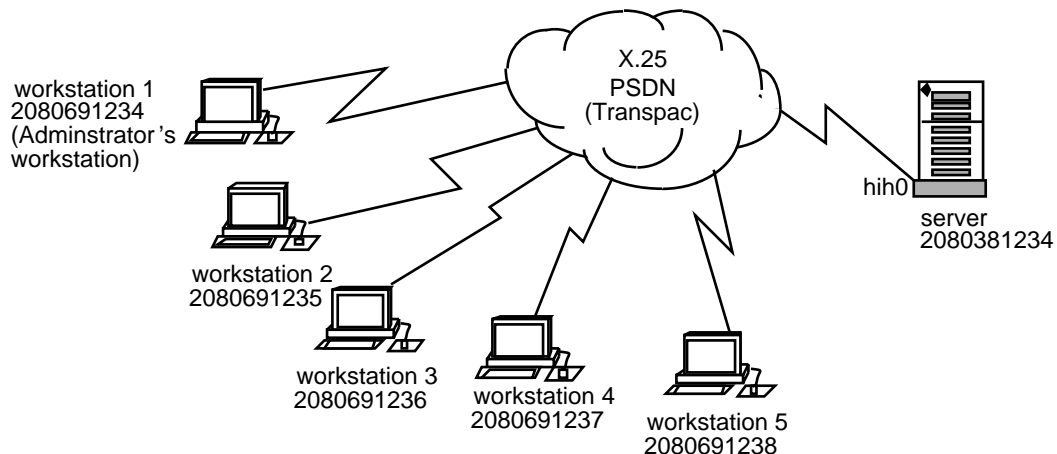 workstation 1
2080691234
(Adminstrator's
workstation)
X.25
PSDN
(Transpac)
hih0
server
2080381234
workstation 2
2080691235
workstation 3
2080691236
workstation 4
2080691237
workstation 5
2080691238